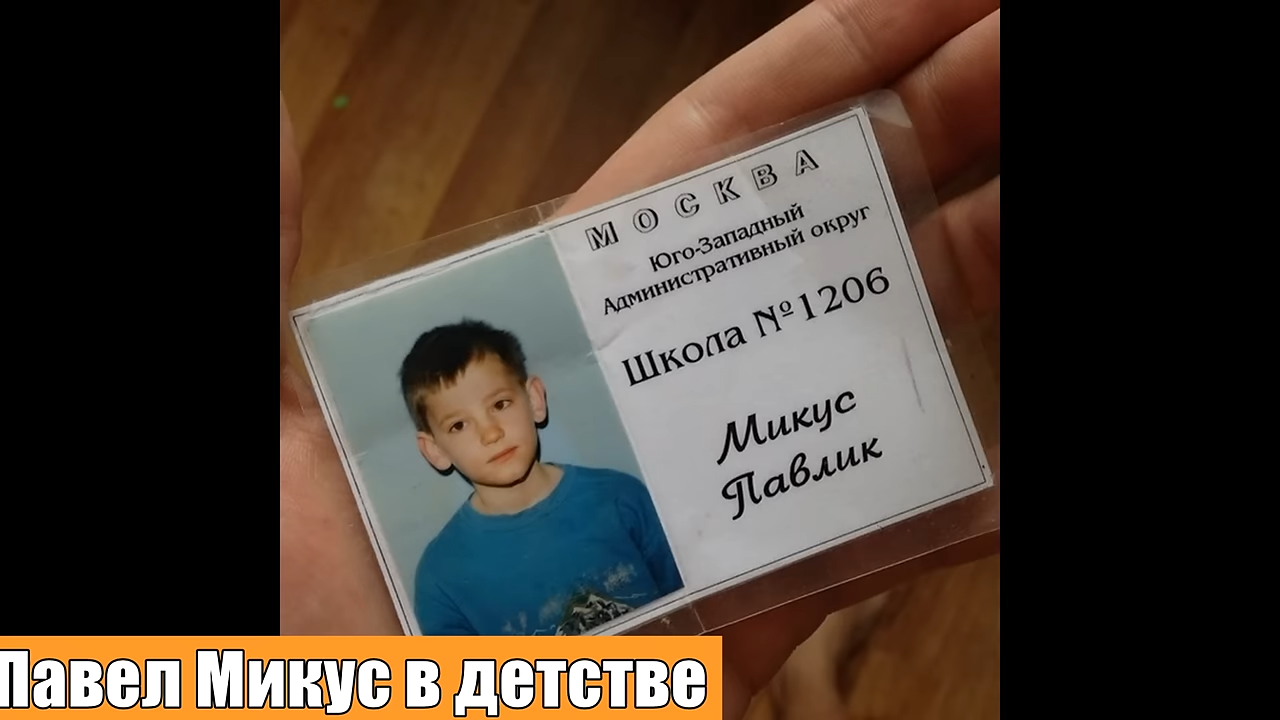 МОСКВА
Юго-Западный
Административный округ
Школа №1206
Микус
Павлик
Павел Микус в детстве